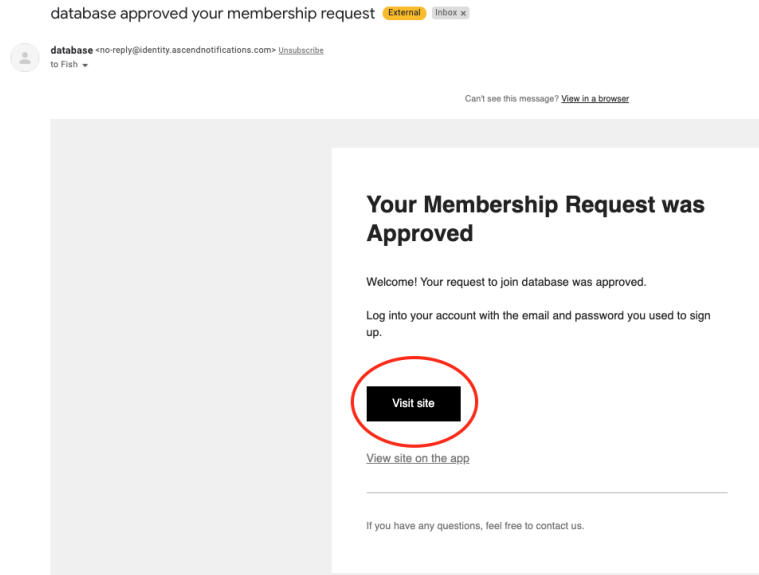 database approved your membership request External Inbox x
database <no-reply@identity.ascendnotifications.com> Unsubscribe
to Fish
Can't see this message? View in a browser
Your Membership Request was
Approved
Welcome! Your request to join database was approved.
Log into your account with the email and password you used to sign
up.
Visit site
View site on the app
If you have any questions, feel free to contact us.